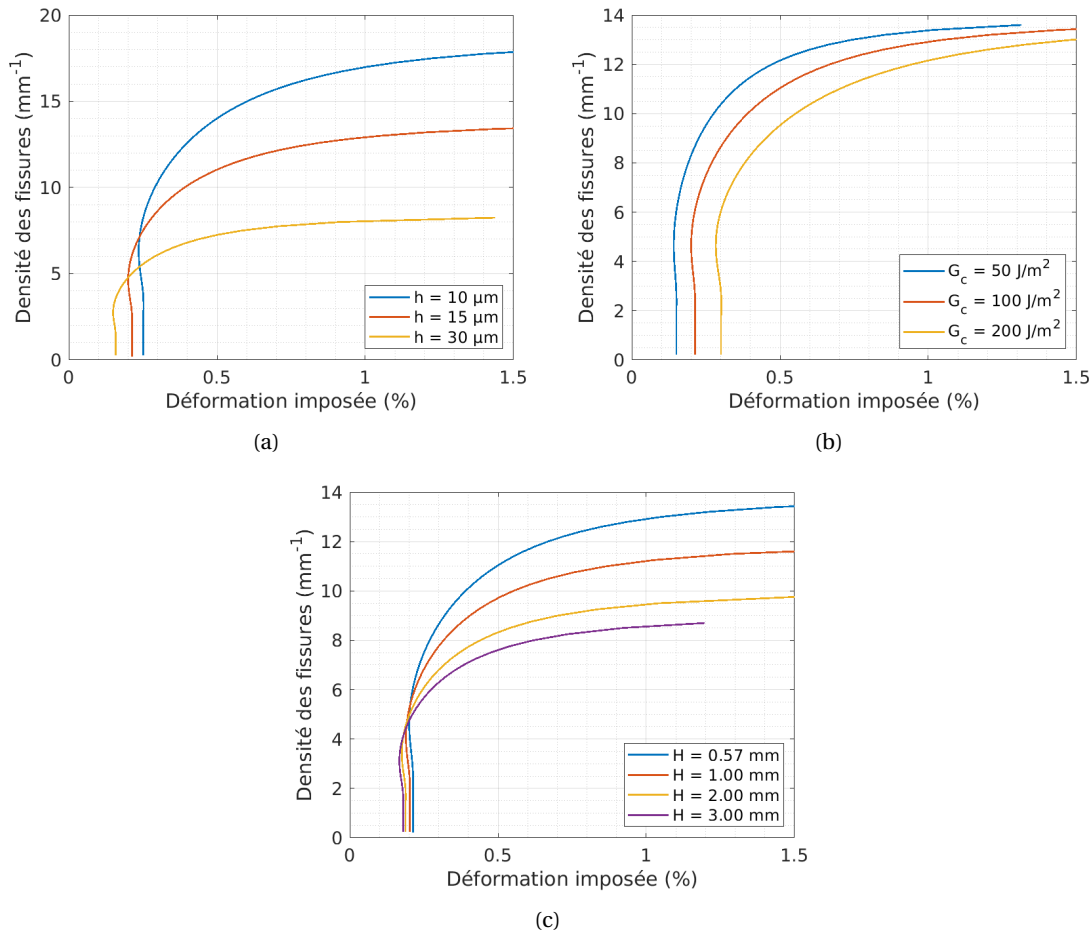 20
15
10
5
0
0
0.5
1
1.5
Densité des fissures (mm-1)
Déformation imposée (%)
h = 10 µm
h = 15 µm
h = 30 µm
(a)
14
12
10
8
6
4
2
0
0
0.5
1
1.5
Densité des fissures (mm-1)
Déformation imposée (%)
Gc = 50 J/m2
Gc = 100 J/m2
Gc = 200 J/m2
(b)
14
12
10
8
6
4
2
0
0
0.5
1
1.5
Densité des fissures (mm-1)
Déformation imposée (%)
H = 0.57 mm
H = 1.00 mm
H = 2.00 mm
H = 3.00 mm
(c)